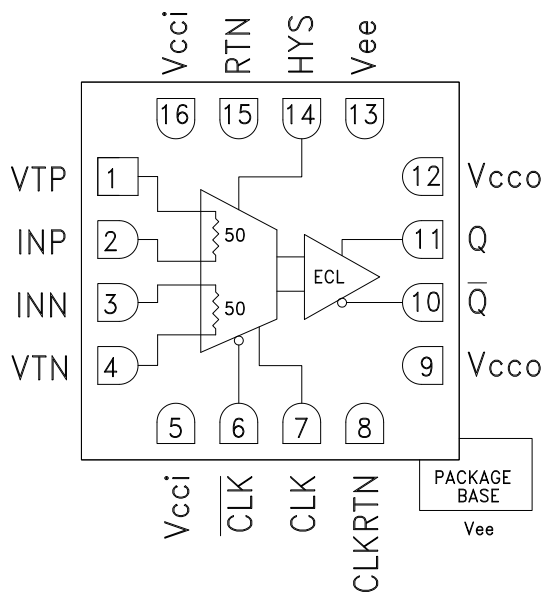 Vcci
RTN
HYS
Vee
16
15
14
13
VTP
1
12
Vcco
INP
2
50
11
Q
ECL
INN
3
50
10
Q̅
VTN
4
9
Vcco
5
6
7
8
Vcci
C̅L̅K̅
CLK
CLKRTN
PACKAGE
BASE
Vee